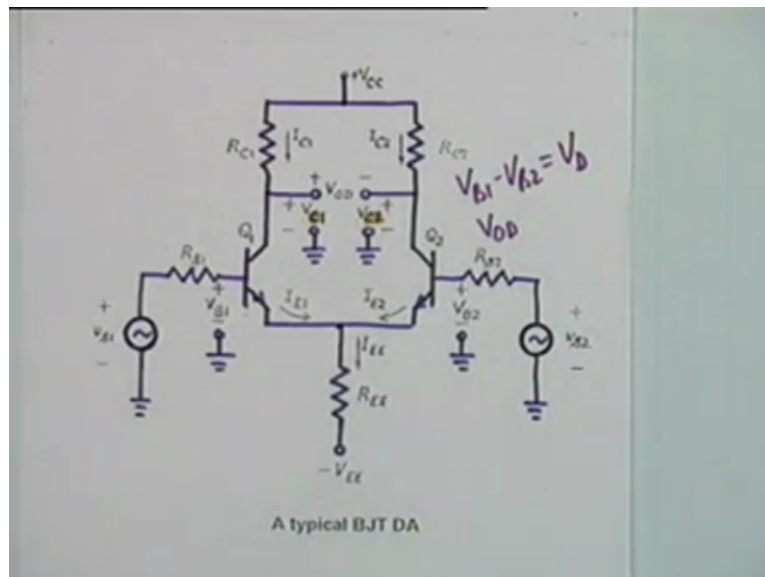 +VCC
RC1
IC1
IC2
RC2
+ VOD -
+ VC1 -
+ VC2 -
VB1-VB2=VD
VOD
Q1
Q2
RB1
RB2
+ VB1 -
IE1
IE2
+ VB2 -
+ vB1 -
+ vB2 -
IEE
REE
-VEE
A typical BJT DA